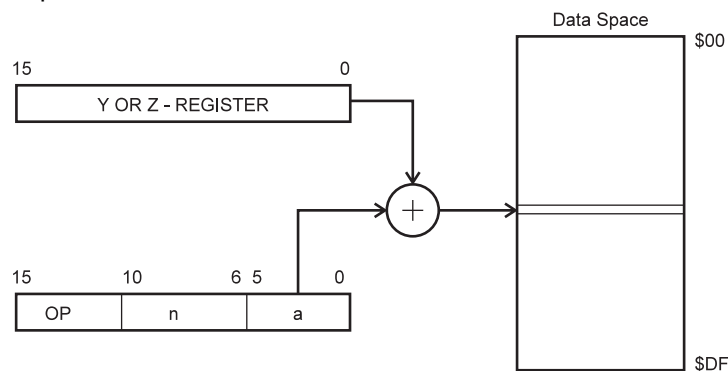 Data Space
$00
15 0
Y OR Z - REGISTER
+
15 10 6 5 0
OP n a
$DF